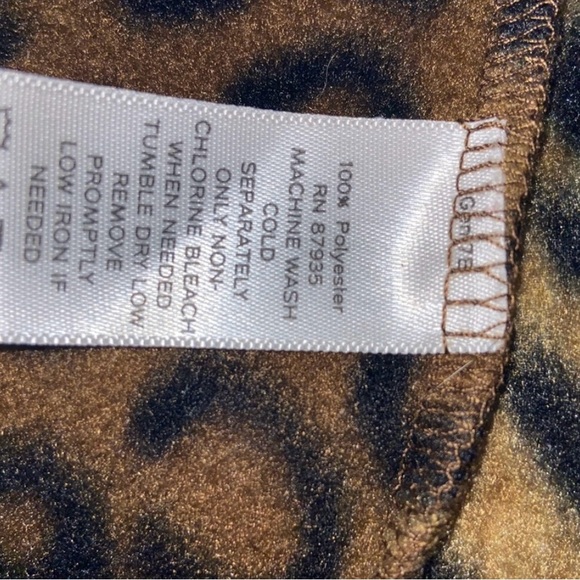 100% Polyester
RN 87935
MACHINE WASH
COLD
SEPARATELY
ONLY NON-
CHLORINE BLEACH
WHEN NEEDED
TUMBLE DRY LOW
REMOVE
PROMPTLY
LOW IRON IF
NEEDED